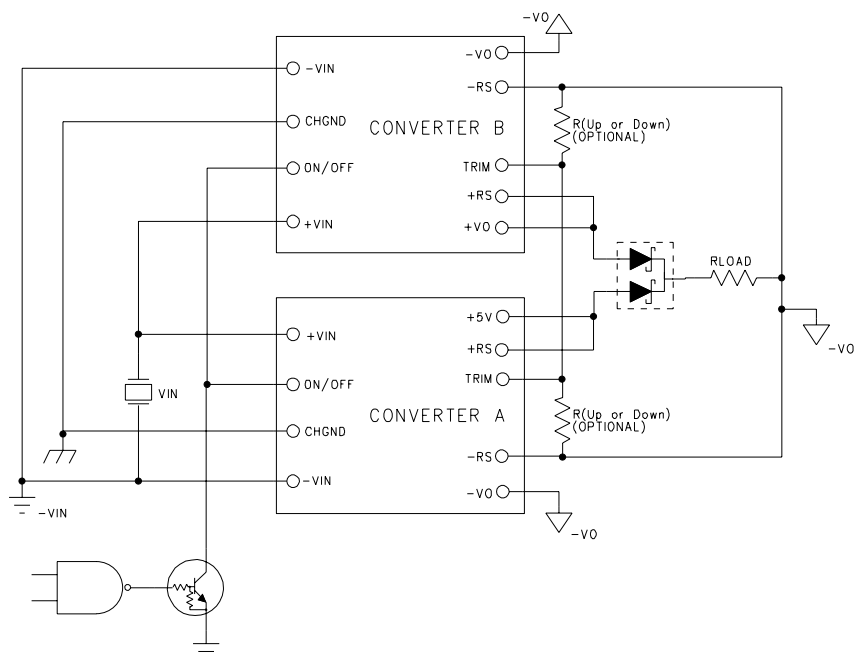 -VO
-VIN
-VO
-RS
CHGND
CONVERTER B
R(Up or Down)
(OPTIONAL)
ON/OFF
TRIM
+RS
+VIN
+VO
RLOAD
+5V
+VIN
+RS
-VO
ON/OFF
TRIM
VIN
CONVERTER A
R(Up or Down)
(OPTIONAL)
CHGND
-RS
-VIN
-VO
-VIN
-VO